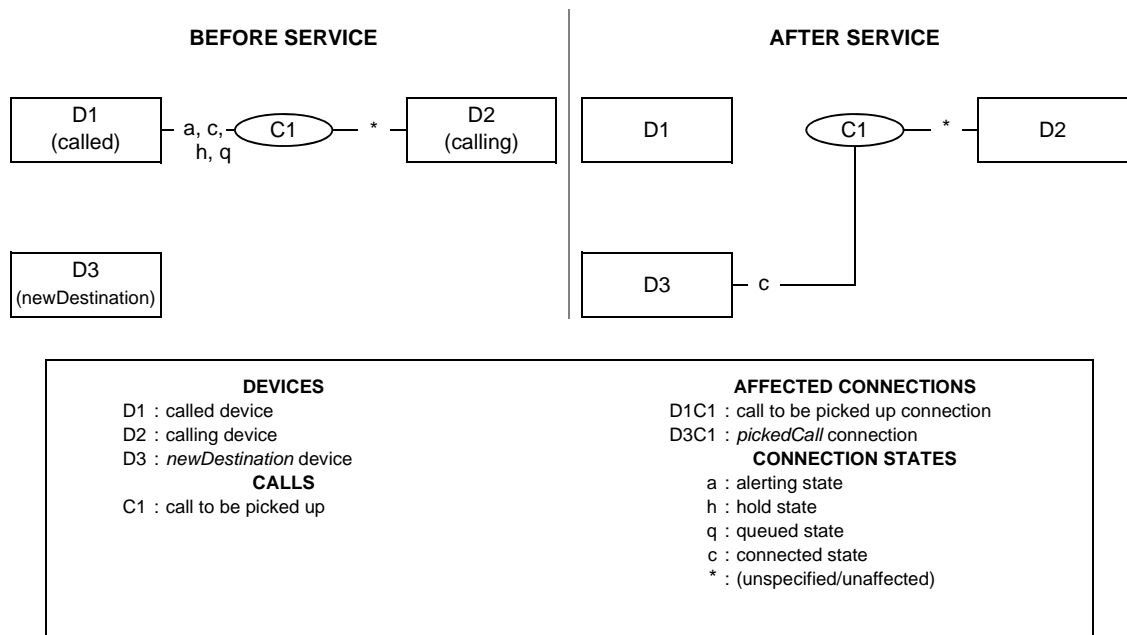 BEFORE SERVICE
AFTER SERVICE
D1
(called)
a, c,
h, q
C1
*
D2
(calling)
D1
C1
*
D2
D3
(newDestination)
D3
c
DEVICES
D1 : called device
D2 : calling device
D3 : newDestination device
CALLS
C1 : call to be picked up
AFFECTED CONNECTIONS
D1C1 : call to be picked up connection
D3C1 : pickedCall connection
CONNECTION STATES
a : alerting state
h : hold state
q : queued state
c : connected state
* : (unspecified/unaffected)